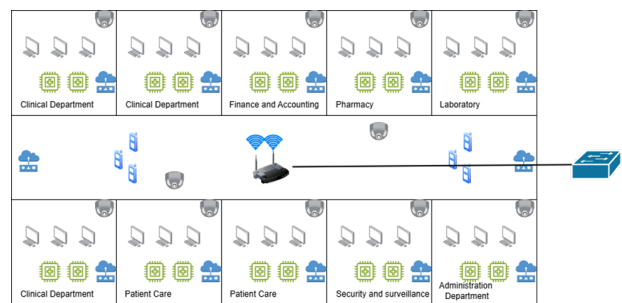 Clinical Department
Clinical Department
Finance and Accounting
Pharmacy
Laboratory
Clinical Department
Patient Care
Patient Care
Security and surveillance
Administration
Department